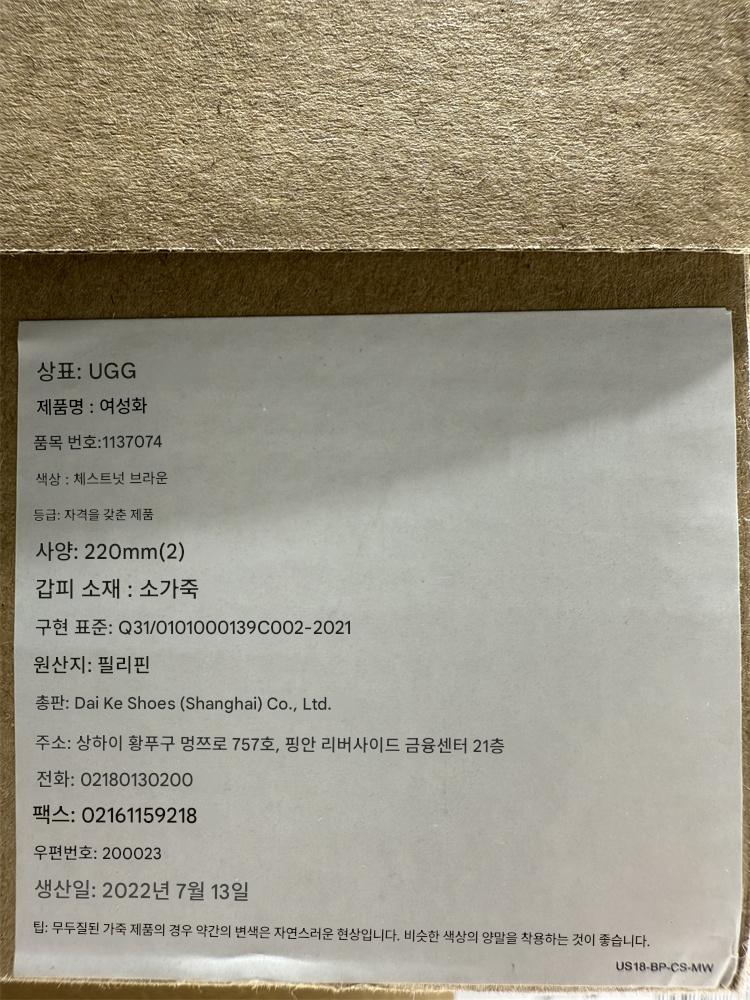 상표: UGG
제품명 : 여성화
품목 번호:1137074
색상 : 체스트넛 브라운
등급: 자격을 갖춘 제품
사양: 220mm(2)
갑피 소재 : 소가죽
구현 표준: Q31/0101000139C002-2021
원산지: 필리핀
총판: Dai Ke Shoes (Shanghai) Co., Ltd.
주소: 상하이 황푸구 멍쯔로 757호, 핑안 리버사이드 금융센터 21층
전화: 02180130200
팩스: 02161159218
우편번호: 200023
생산일: 2022년 7월 13일
팁: 무두질된 가죽 제품의 경우 약간의 변색은 자연스러운 현상입니다. 비슷한 색상의 양말을 착용하는 것이 좋습니다.
US18-BP-CS-MW